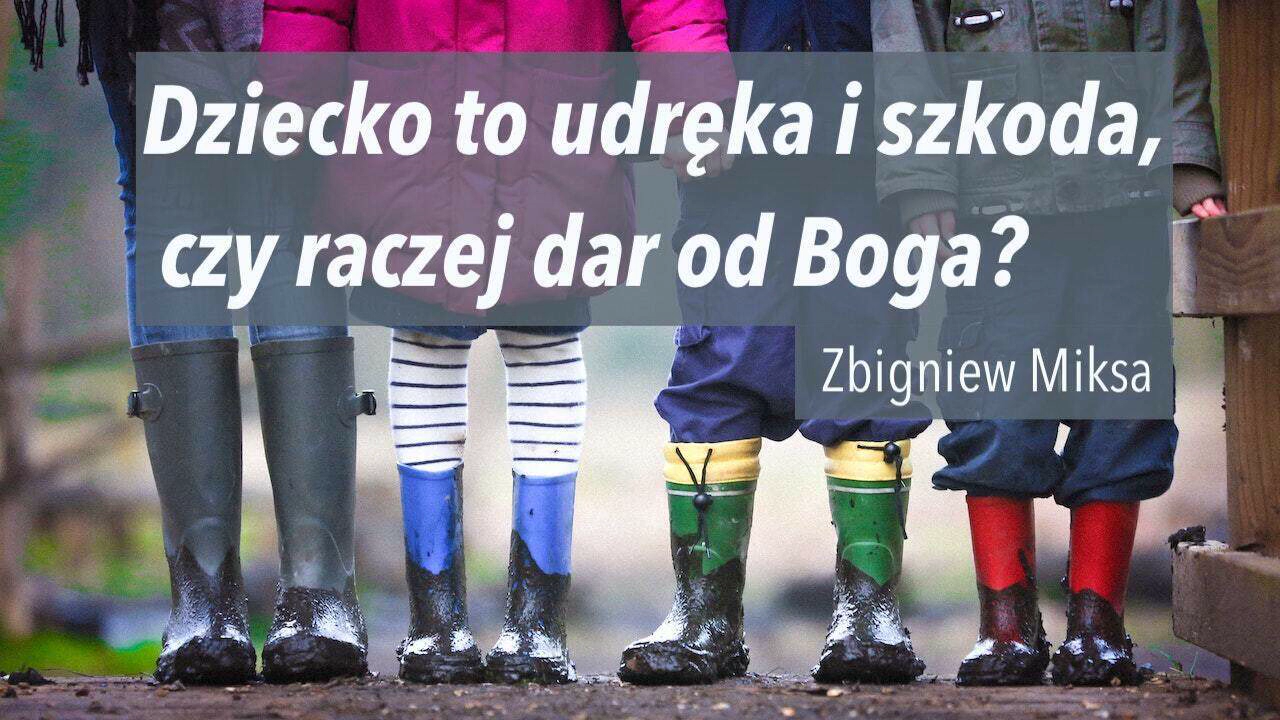 Dziecko to udręka i szkoda,
czy raczej dar od Boga?
Zbigniew Miksa